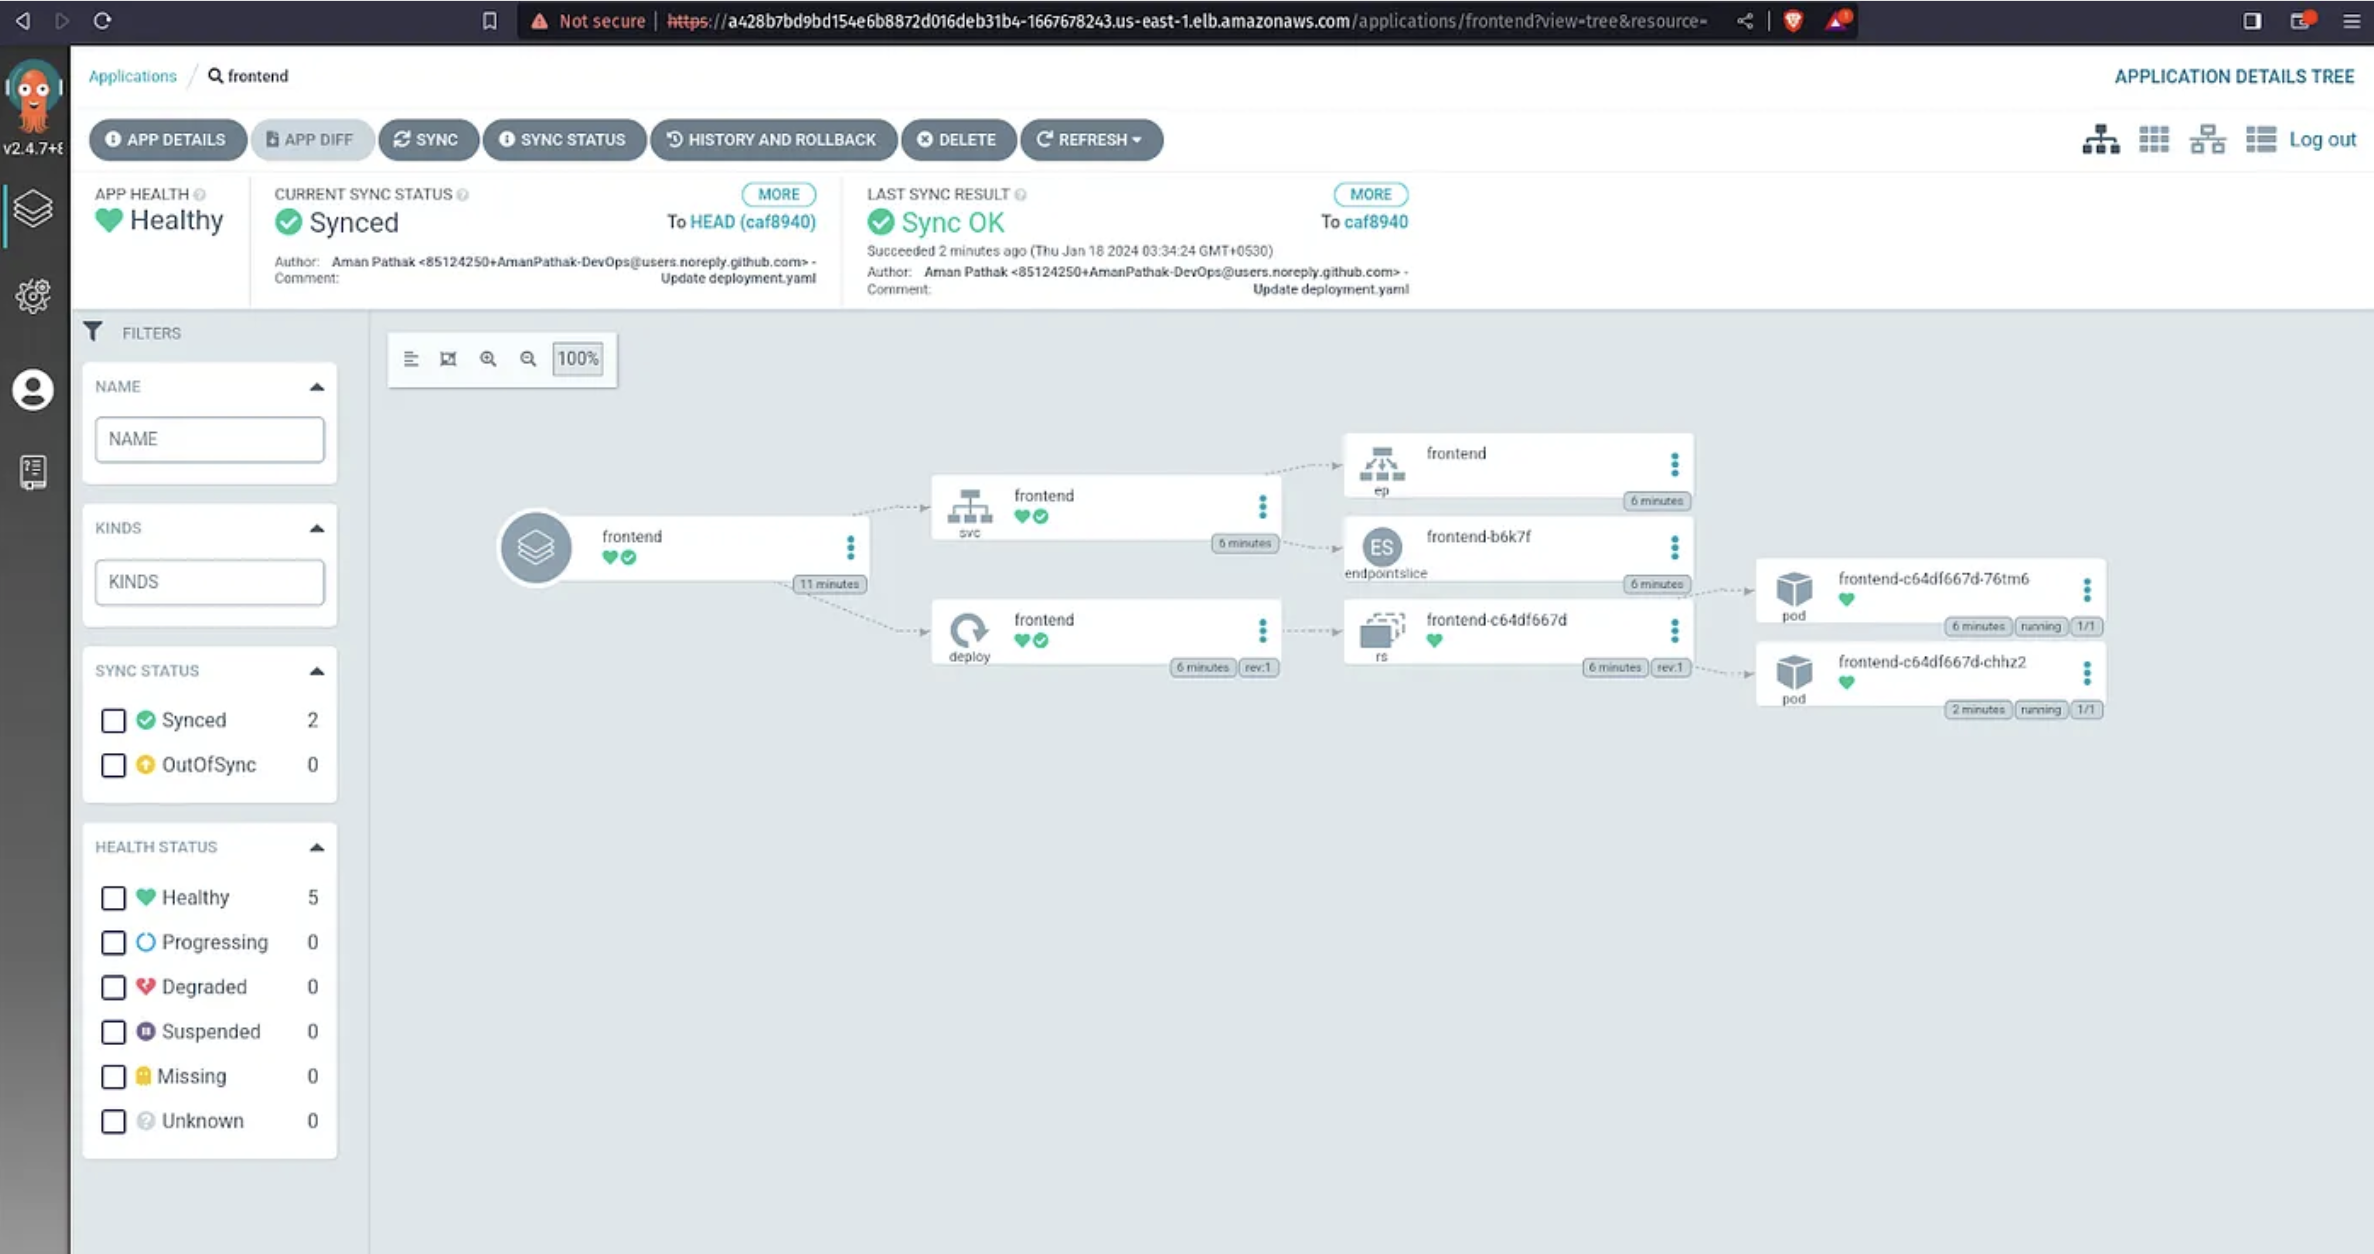 Not secure | https://a428b7bd9bd154e6b8872d016deb31b4-1667678243.us-east-1.elb.amazonaws.com/applications/frontend?view=tree&resource=
Applications / frontend
APPLICATION DETAILS TREE
v2.4.7+8
APP DETAILS
APP DIFF
SYNC
SYNC STATUS
HISTORY AND ROLLBACK
DELETE
REFRESH
Log out
APP HEALTH
Healthy
CURRENT SYNC STATUS
MORE
Synced
To HEAD (caf8940)
Author: Aman Pathak <85124250+AmanPathak-DevOps@users.noreply.github.com> -
Comment: Update deployment.yaml
LAST SYNC RESULT
MORE
Sync OK
To caf8940
Succeeded 2 minutes ago (Thu Jan 18 2024 03:34:24 GMT+0530)
Author: Aman Pathak <85124250+AmanPathak-DevOps@users.noreply.github.com> -
Comment: Update deployment.yaml
FILTERS
NAME
NAME
KINDS
KINDS
SYNC STATUS
Synced 2
OutOfSync 0
HEALTH STATUS
Healthy 5
Progressing 0
Degraded 0
Suspended 0
Missing 0
Unknown 0
100%
frontend
11 minutes
frontend
svc
6 minutes
frontend
deploy
6 minutes rev:1
frontend
ep
6 minutes
ES
frontend-b6k7f
endpointslice
6 minutes
frontend-c64df667d
rs
6 minutes rev:1
frontend-c64df667d-76tm6
pod
6 minutes running 1/1
frontend-c64df667d-chhz2
pod
2 minutes running 1/1